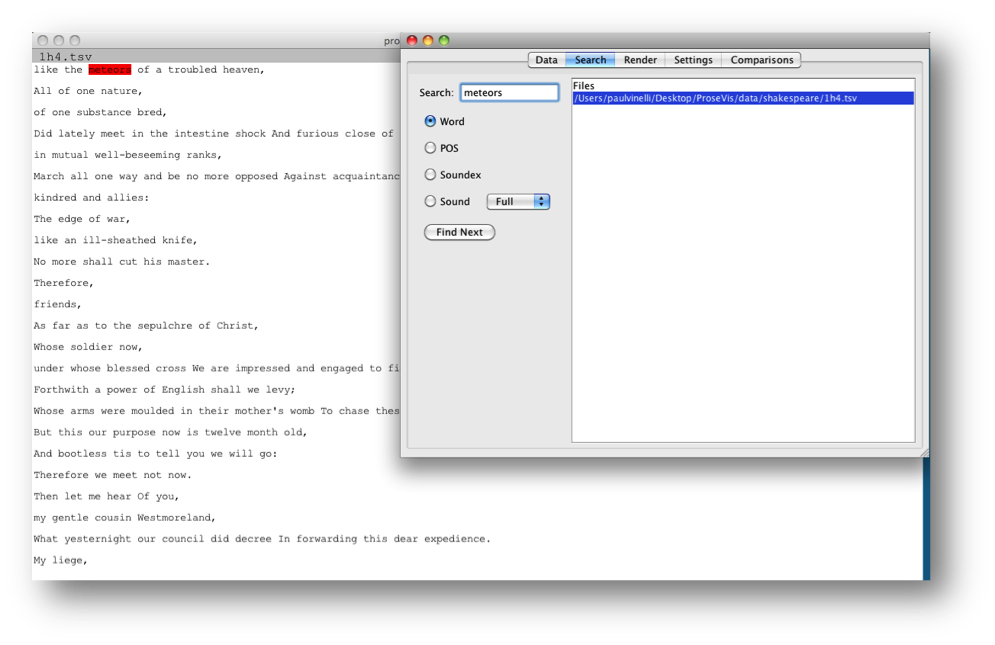 pro
1h4.tsv
like the meteors of a troubled heaven,
All of one nature,
of one substance bred,
Did lately meet in the intestine shock And furious close of
in mutual well-beseeming ranks,
March all one way and be no more opposed Against acquaintanc
kindred and allies:
The edge of war,
like an ill-sheathed knife,
No more shall cut his master.
Therefore,
friends,
As far as to the sepulchre of Christ,
Whose soldier now,
under whose blessed cross We are impressed and engaged to fi
Forthwith a power of English shall we levy;
Whose arms were moulded in their mother's womb To chase thes
But this our purpose now is twelve month old,
And bootless tis to tell you we will go:
Therefore we meet not now.
Then let me hear Of you,
my gentle cousin Westmoreland,
What yesternight our council did decree In forwarding this dear expedience.
My liege,
Data Search Render Settings Comparisons
Search: meteors
Word
POS
Soundex
Sound Full
Find Next
Files
/Users/paulvinelli/Desktop/ProseVis/data/shakespeare/1h4.tsv